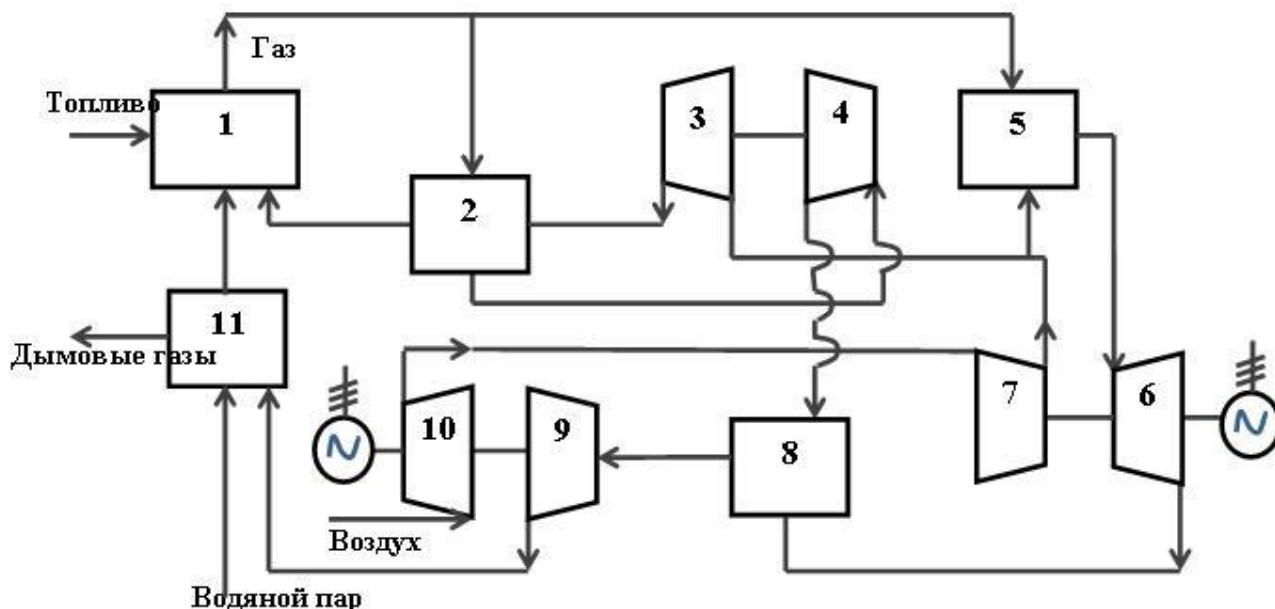 Газ
Топливо
1
3
4
5
2
11
Дымовые газы
10
9
8
7
6
Воздух
Водяной пар